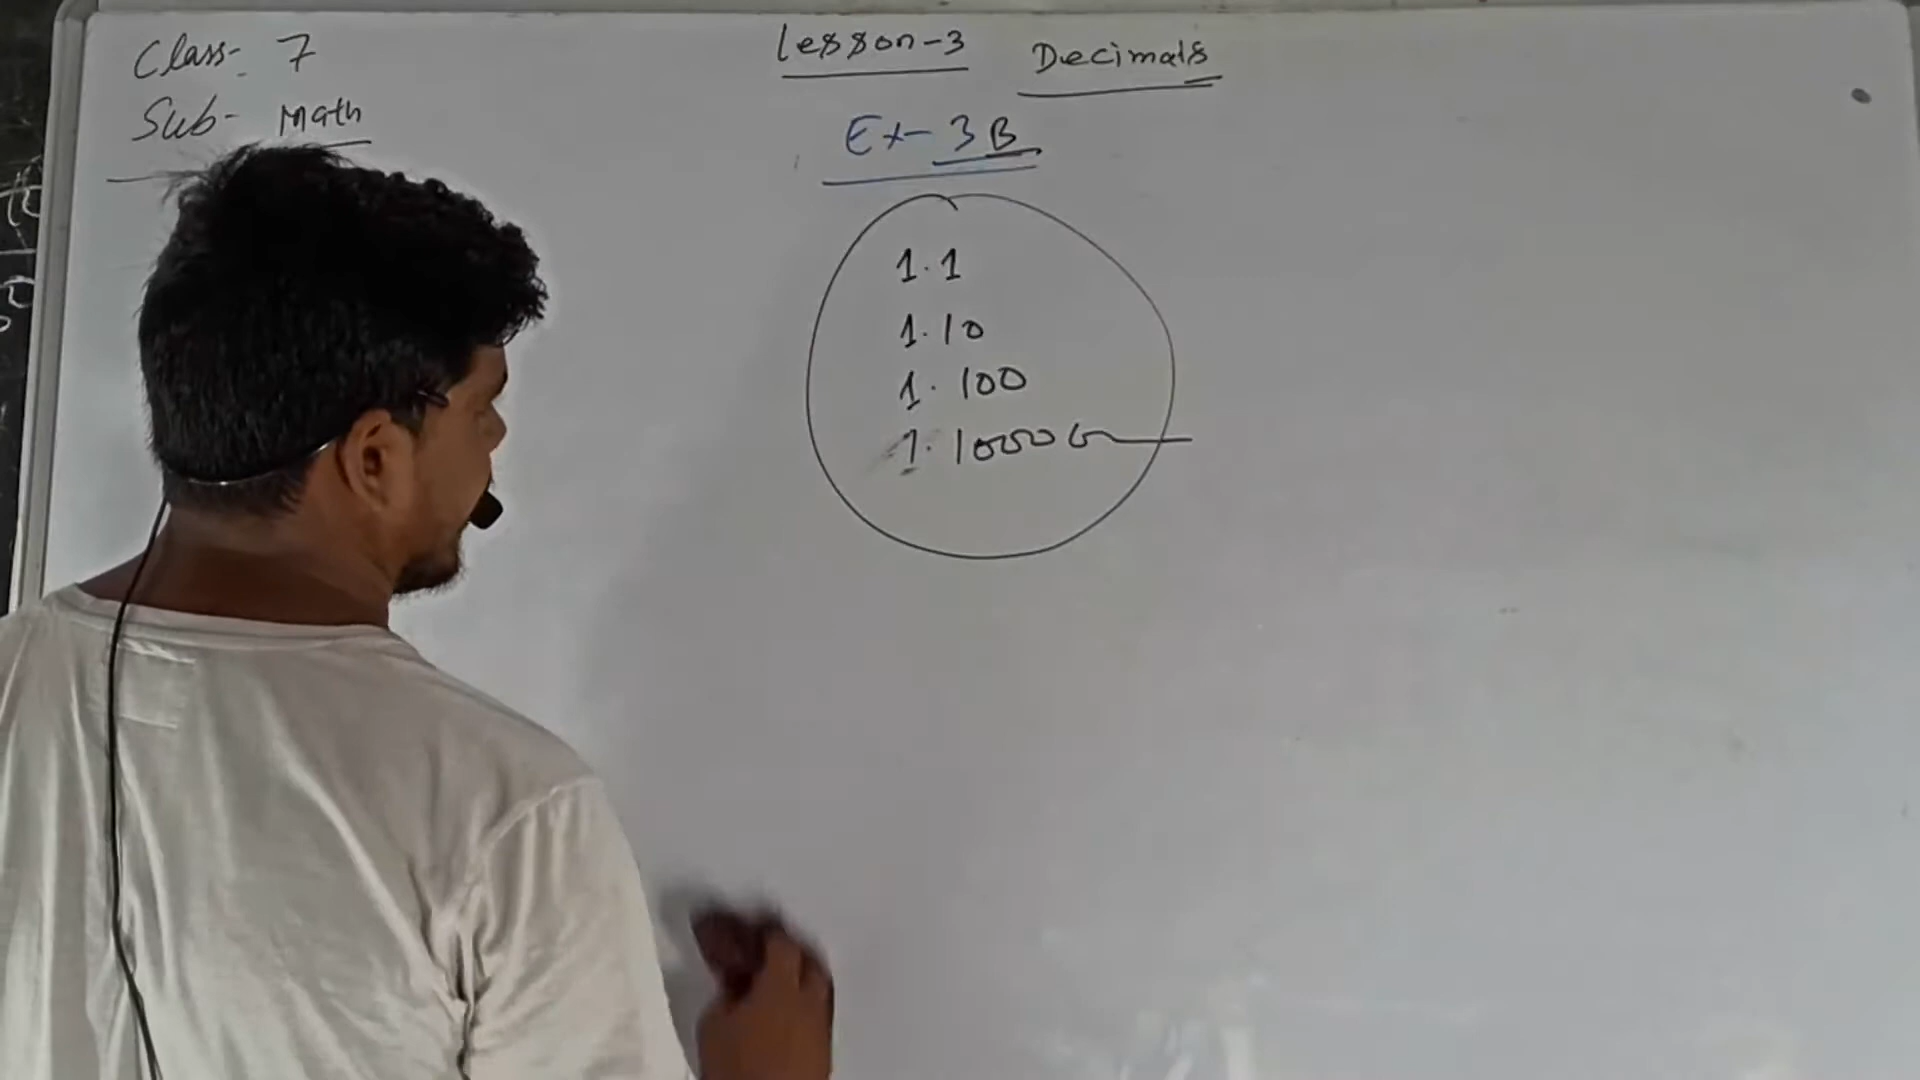 Class- 7
Sub- Math
Lesson-3 Decimals
Ex- 3B
1.1
1.10
1.100
1.1000